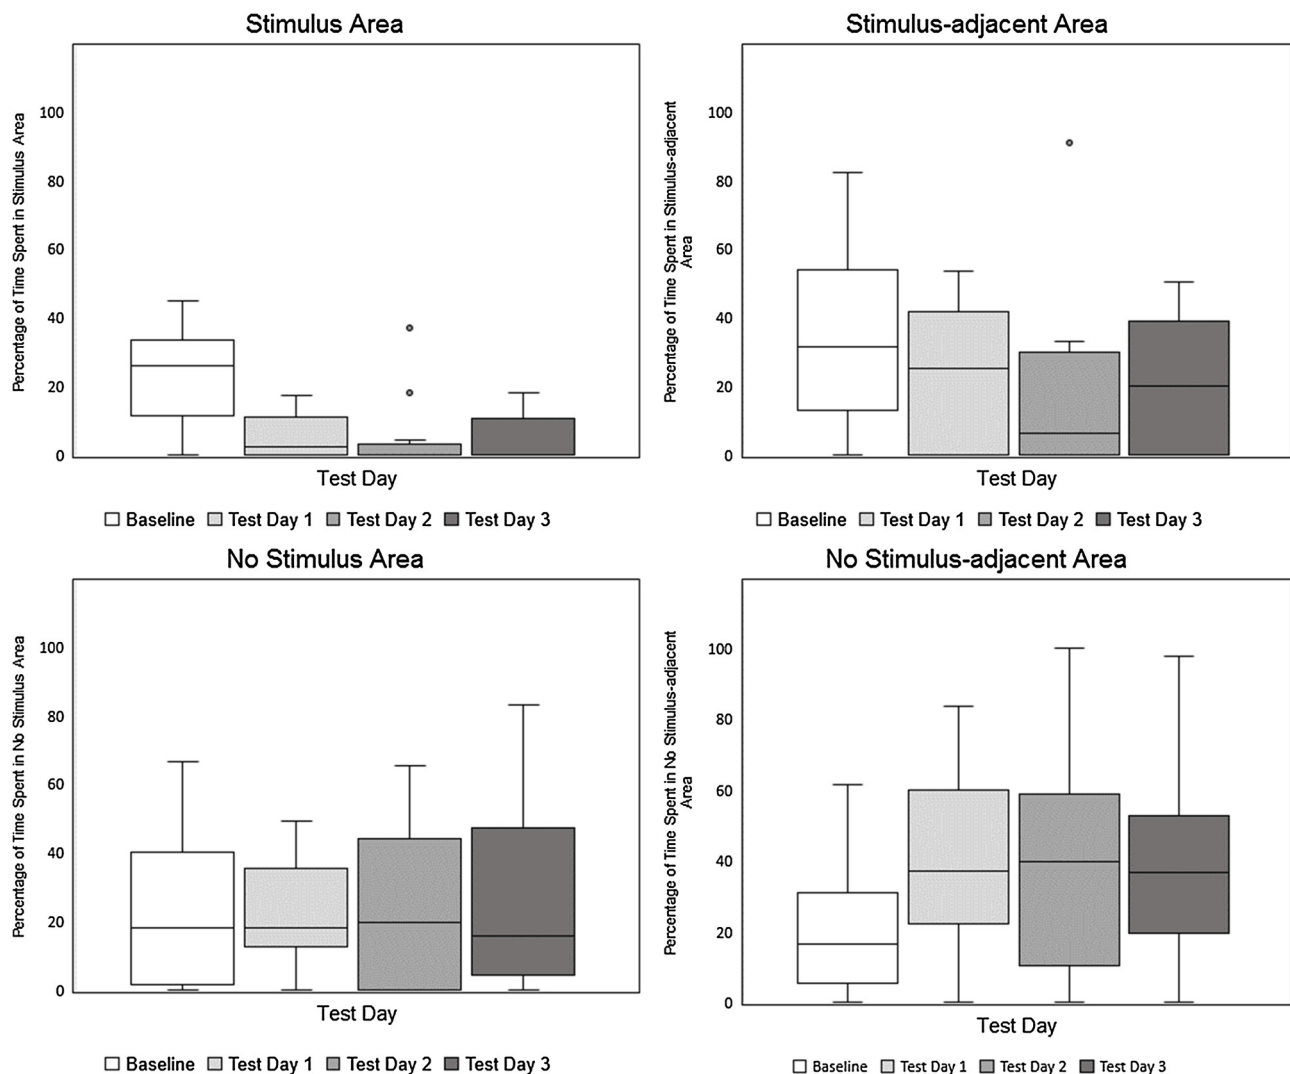 Stimulus Area
Percentage of Time Spent in Stimulus Area
100
80
60
40
20
0
Test Day
Baseline Test Day 1 Test Day 2 Test Day 3
Stimulus-adjacent Area
Percentage of Time Spent in Stimulus-adjacent
Area
100
80
60
40
20
0
Test Day
Baseline Test Day 1 Test Day 2 Test Day 3
No Stimulus Area
Percentage of Time Spent in No Stimulus Area
100
80
60
40
20
0
Test Day
Baseline Test Day 1 Test Day 2 Test Day 3
No Stimulus-adjacent Area
Percentage of Time Spent in No Stimulus-adjacent
Area
100
80
60
40
20
0
Test Day
Baseline Test Day 1 Test Day 2 Test Day 3